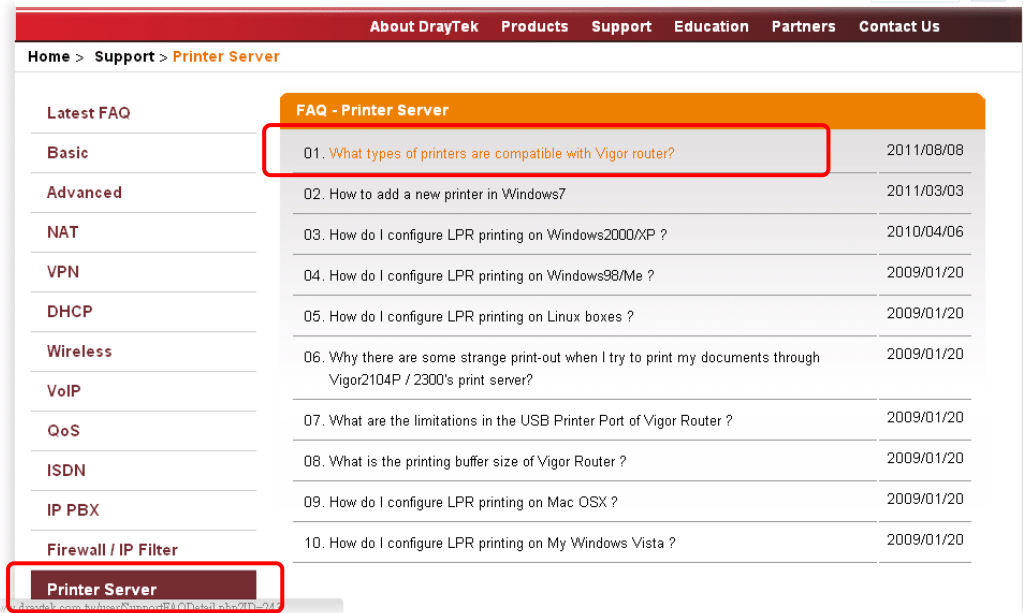 About DrayTek Products Support Education Partners Contact Us
Home > Support > Printer Server
Latest FAQ
Basic
Advanced
NAT
VPN
DHCP
Wireless
VoIP
QoS
ISDN
IP PBX
Firewall / IP Filter
Printer Server
FAQ - Printer Server
01. What types of printers are compatible with Vigor router? 2011/08/08
02. How to add a new printer in Windows7 2011/03/03
03. How do I configure LPR printing on Windows2000/XP ? 2010/04/06
04. How do I configure LPR printing on Windows98/Me ? 2009/01/20
05. How do I configure LPR printing on Linux boxes ? 2009/01/20
06. Why there are some strange print-out when I try to print my documents through 2009/01/20
Vigor2104P / 2300's print server?
07. What are the limitations in the USB Printer Port of Vigor Router ? 2009/01/20
08. What is the printing buffer size of Vigor Router ? 2009/01/20
09. How do I configure LPR printing on Mac OSX ? 2009/01/20
10. How do I configure LPR printing on My Windows Vista ? 2009/01/20